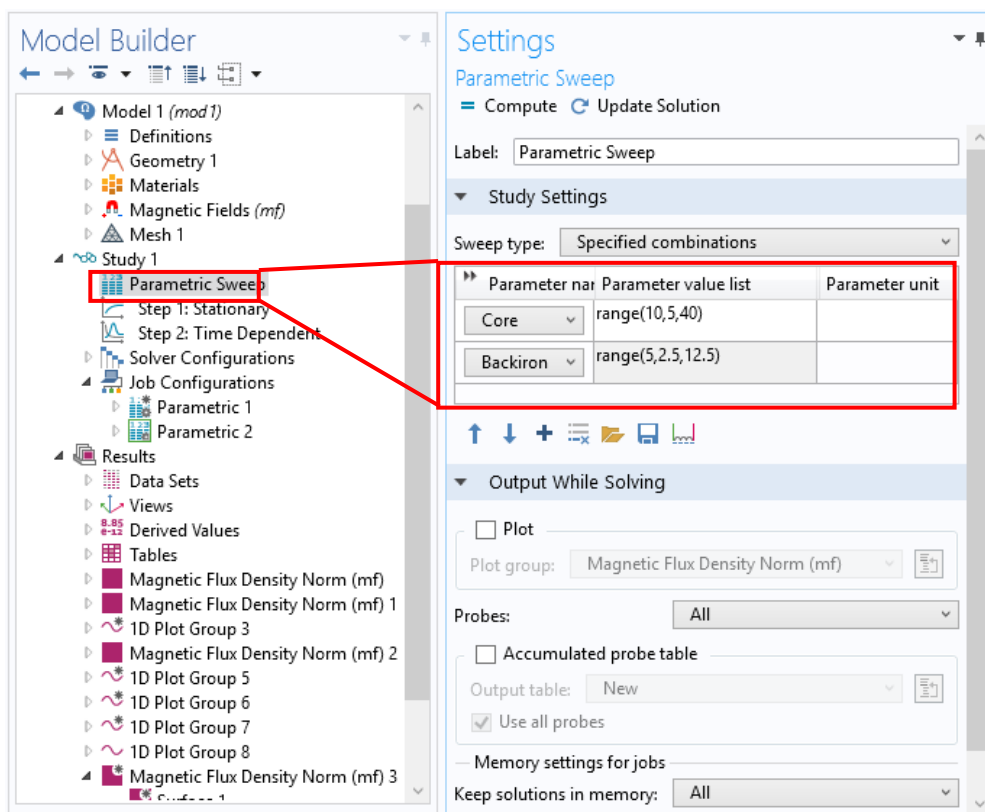 Model Builder
Model 1 (mod1)
Definitions
Geometry 1
Materials
Magnetic Fields (mf)
Mesh 1
Study 1
Parametric Sweep
Step 1: Stationary
Step 2: Time Dependent
Solver Configurations
Job Configurations
Parametric 1
Parametric 2
Results
Data Sets
Views
8.85
e-12 Derived Values
Tables
Magnetic Flux Density Norm (mf)
Magnetic Flux Density Norm (mf) 1
1D Plot Group 3
Magnetic Flux Density Norm (mf) 2
1D Plot Group 5
1D Plot Group 6
1D Plot Group 7
1D Plot Group 8
Magnetic Flux Density Norm (mf) 3
Surface 1
Settings
Parametric Sweep
= Compute Update Solution
Label: Parametric Sweep
Study Settings
Sweep type: Specified combinations
Parameter nar Parameter value list Parameter unit
Core range(10,5,40)
Backiron range(5,2.5,12.5)
Output While Solving
Plot
Plot group: Magnetic Flux Density Norm (mf)
Probes: All
Accumulated probe table
Output table: New
Use all probes
Memory settings for jobs
Keep solutions in memory: All